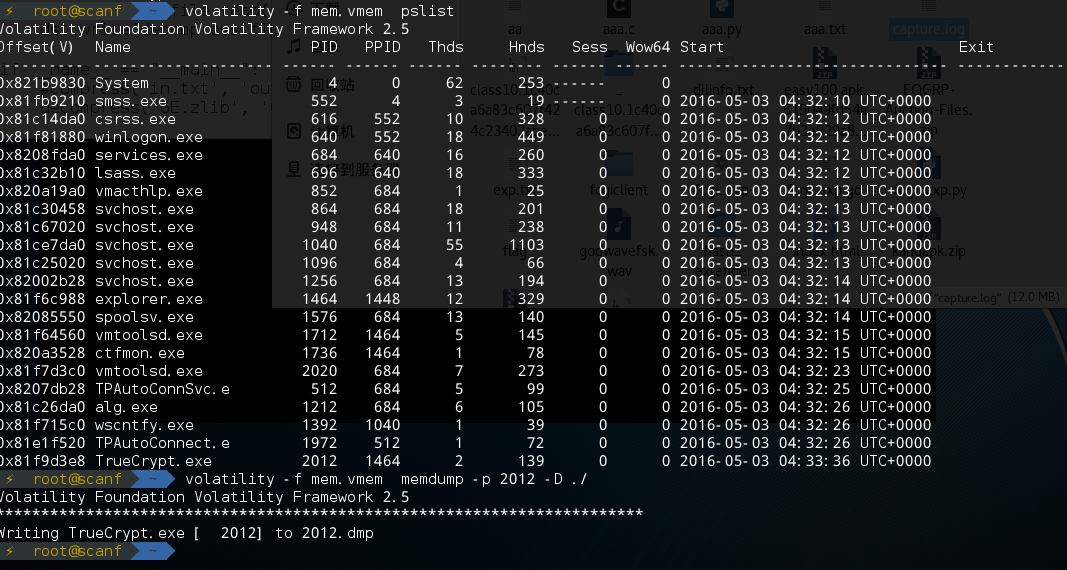 ⚡ root@scanf ~ volatility -f mem.vmem pslist
Volatility Foundation Volatility Framework 2.5
Offset(V) Name PID PPID Thds Hnds Sess Wow64 Start Exit
0x821b9830 System 4 0 62 253 ------ 0
0x81fb9210 smss.exe 552 4 3 19 ------ 0 2016-05-03 04:32:10 UTC+0000
0x81c14da0 csrss.exe 616 552 10 328 0 0 2016-05-03 04:32:12 UTC+0000
0x81f81880 winlogon.exe 640 552 18 449 0 0 2016-05-03 04:32:12 UTC+0000
0x8208fda0 services.exe 684 640 16 260 0 0 2016-05-03 04:32:12 UTC+0000
0x81c32b10 lsass.exe 696 640 18 333 0 0 2016-05-03 04:32:12 UTC+0000
0x820a19a0 vmacthlp.exe 852 684 1 25 0 0 2016-05-03 04:32:13 UTC+0000
0x81c30458 svchost.exe 864 684 18 201 0 0 2016-05-03 04:32:13 UTC+0000
0x81c67020 svchost.exe 948 684 11 238 0 0 2016-05-03 04:32:13 UTC+0000
0x81ce7da0 svchost.exe 1040 684 55 1103 0 0 2016-05-03 04:32:13 UTC+0000
0x81c25020 svchost.exe 1096 684 4 66 0 0 2016-05-03 04:32:13 UTC+0000
0x82002b28 svchost.exe 1256 684 13 194 0 0 2016-05-03 04:32:14 UTC+0000
0x81f6c988 explorer.exe 1464 1448 12 329 0 0 2016-05-03 04:32:14 UTC+0000
0x82085550 spoolsv.exe 1576 684 13 140 0 0 2016-05-03 04:32:14 UTC+0000
0x81f64560 vmtoolsd.exe 1712 1464 5 145 0 0 2016-05-03 04:32:15 UTC+0000
0x820a3528 ctfmon.exe 1736 1464 1 78 0 0 2016-05-03 04:32:15 UTC+0000
0x81f7d3c0 vmtoolsd.exe 2020 684 7 273 0 0 2016-05-03 04:32:23 UTC+0000
0x8207db28 TPAutoConnSvc.e 512 684 5 99 0 0 2016-05-03 04:32:25 UTC+0000
0x81c26da0 alg.exe 1212 684 6 105 0 0 2016-05-03 04:32:26 UTC+0000
0x81f715c0 wscntfy.exe 1392 1040 1 39 0 0 2016-05-03 04:32:26 UTC+0000
0x81e1f520 TPAutoConnect.e 1972 512 1 72 0 0 2016-05-03 04:32:26 UTC+0000
0x81f9d3e8 TrueCrypt.exe 2012 1464 2 139 0 0 2016-05-03 04:33:36 UTC+0000
⚡ root@scanf ~ volatility -f mem.vmem memdump -p 2012 -D ./
Volatility Foundation Volatility Framework 2.5
************************************************************************
Writing TrueCrypt.exe [ 2012] to 2012.dmp
⚡ root@scanf ~
aa
aaa.c
aaa.py
aaa.txt
capture.log
回收站
dllinfo.txt
flag
"capture.log" (12.0 MB)